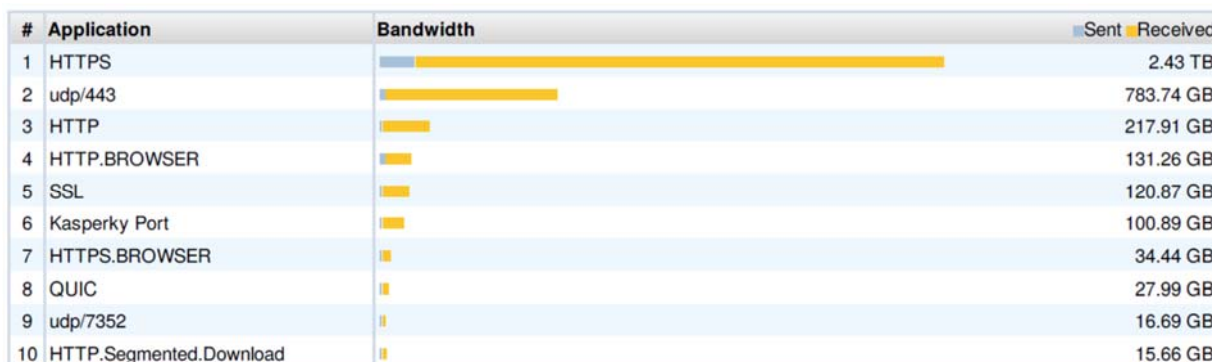 # Application Bandwidth Sent Received
1 HTTPS 2.43 TB
2 udp/443 783.74 GB
3 HTTP 217.91 GB
4 HTTP.BROWSER 131.26 GB
5 SSL 120.87 GB
6 Kasperky Port 100.89 GB
7 HTTPS.BROWSER 34.44 GB
8 QUIC 27.99 GB
9 udp/7352 16.69 GB
10 HTTP.Segmented.Download 15.66 GB